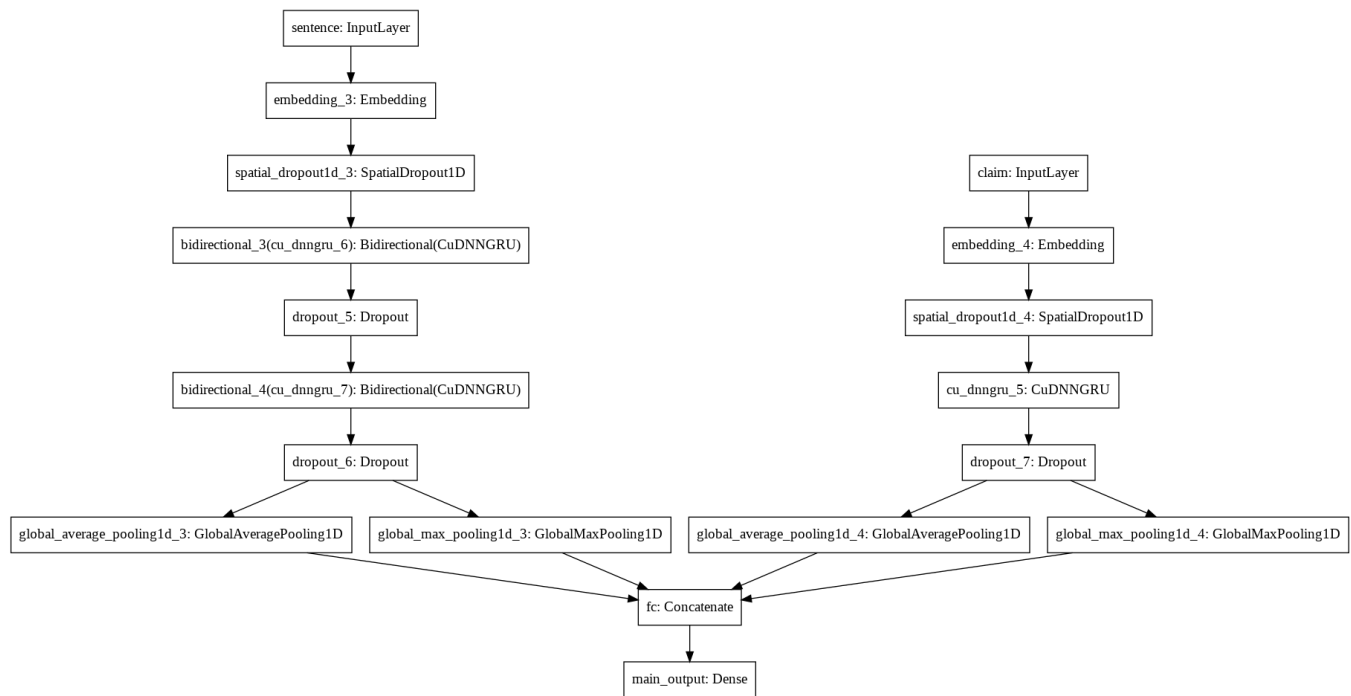 sentence: InputLayer
embedding_3: Embedding
spatial_dropout1d_3: SpatialDropout1D
claim: InputLayer
bidirectional_3(cu_dnngru_6): Bidirectional(CuDNNGRU)
embedding_4: Embedding
dropout_5: Dropout
spatial_dropout1d_4: SpatialDropout1D
bidirectional_4(cu_dnngru_7): Bidirectional(CuDNNGRU)
cu_dnngru_5: CuDNNGRU
dropout_6: Dropout
dropout_7: Dropout
global_average_pooling1d_3: GlobalAveragePooling1D
global_max_pooling1d_3: GlobalMaxPooling1D
global_average_pooling1d_4: GlobalAveragePooling1D
global_max_pooling1d_4: GlobalMaxPooling1D
fc: Concatenate
main_output: Dense